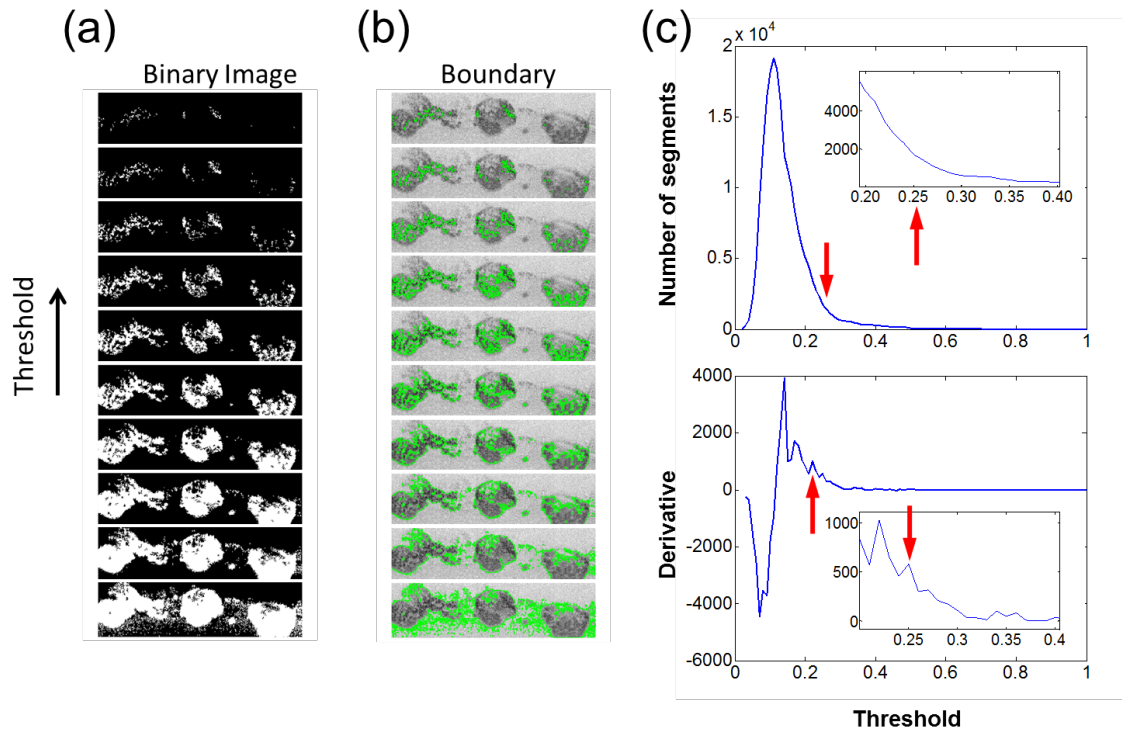 (a)
Binary Image
Threshold
(b)
Boundary
(c)
2 x 10⁴
1.5
1
0.5
0
0 0.2 0.4 0.6 0.8 1
Number of segments
6000
4000
2000
0.20 0.25 0.30 0.35 0.40
4000
2000
0
-2000
-4000
-6000
0 0.2 0.4 0.6 0.8 1
Derivative
1000
500
0
0.25 0.3 0.35 0.4
Threshold